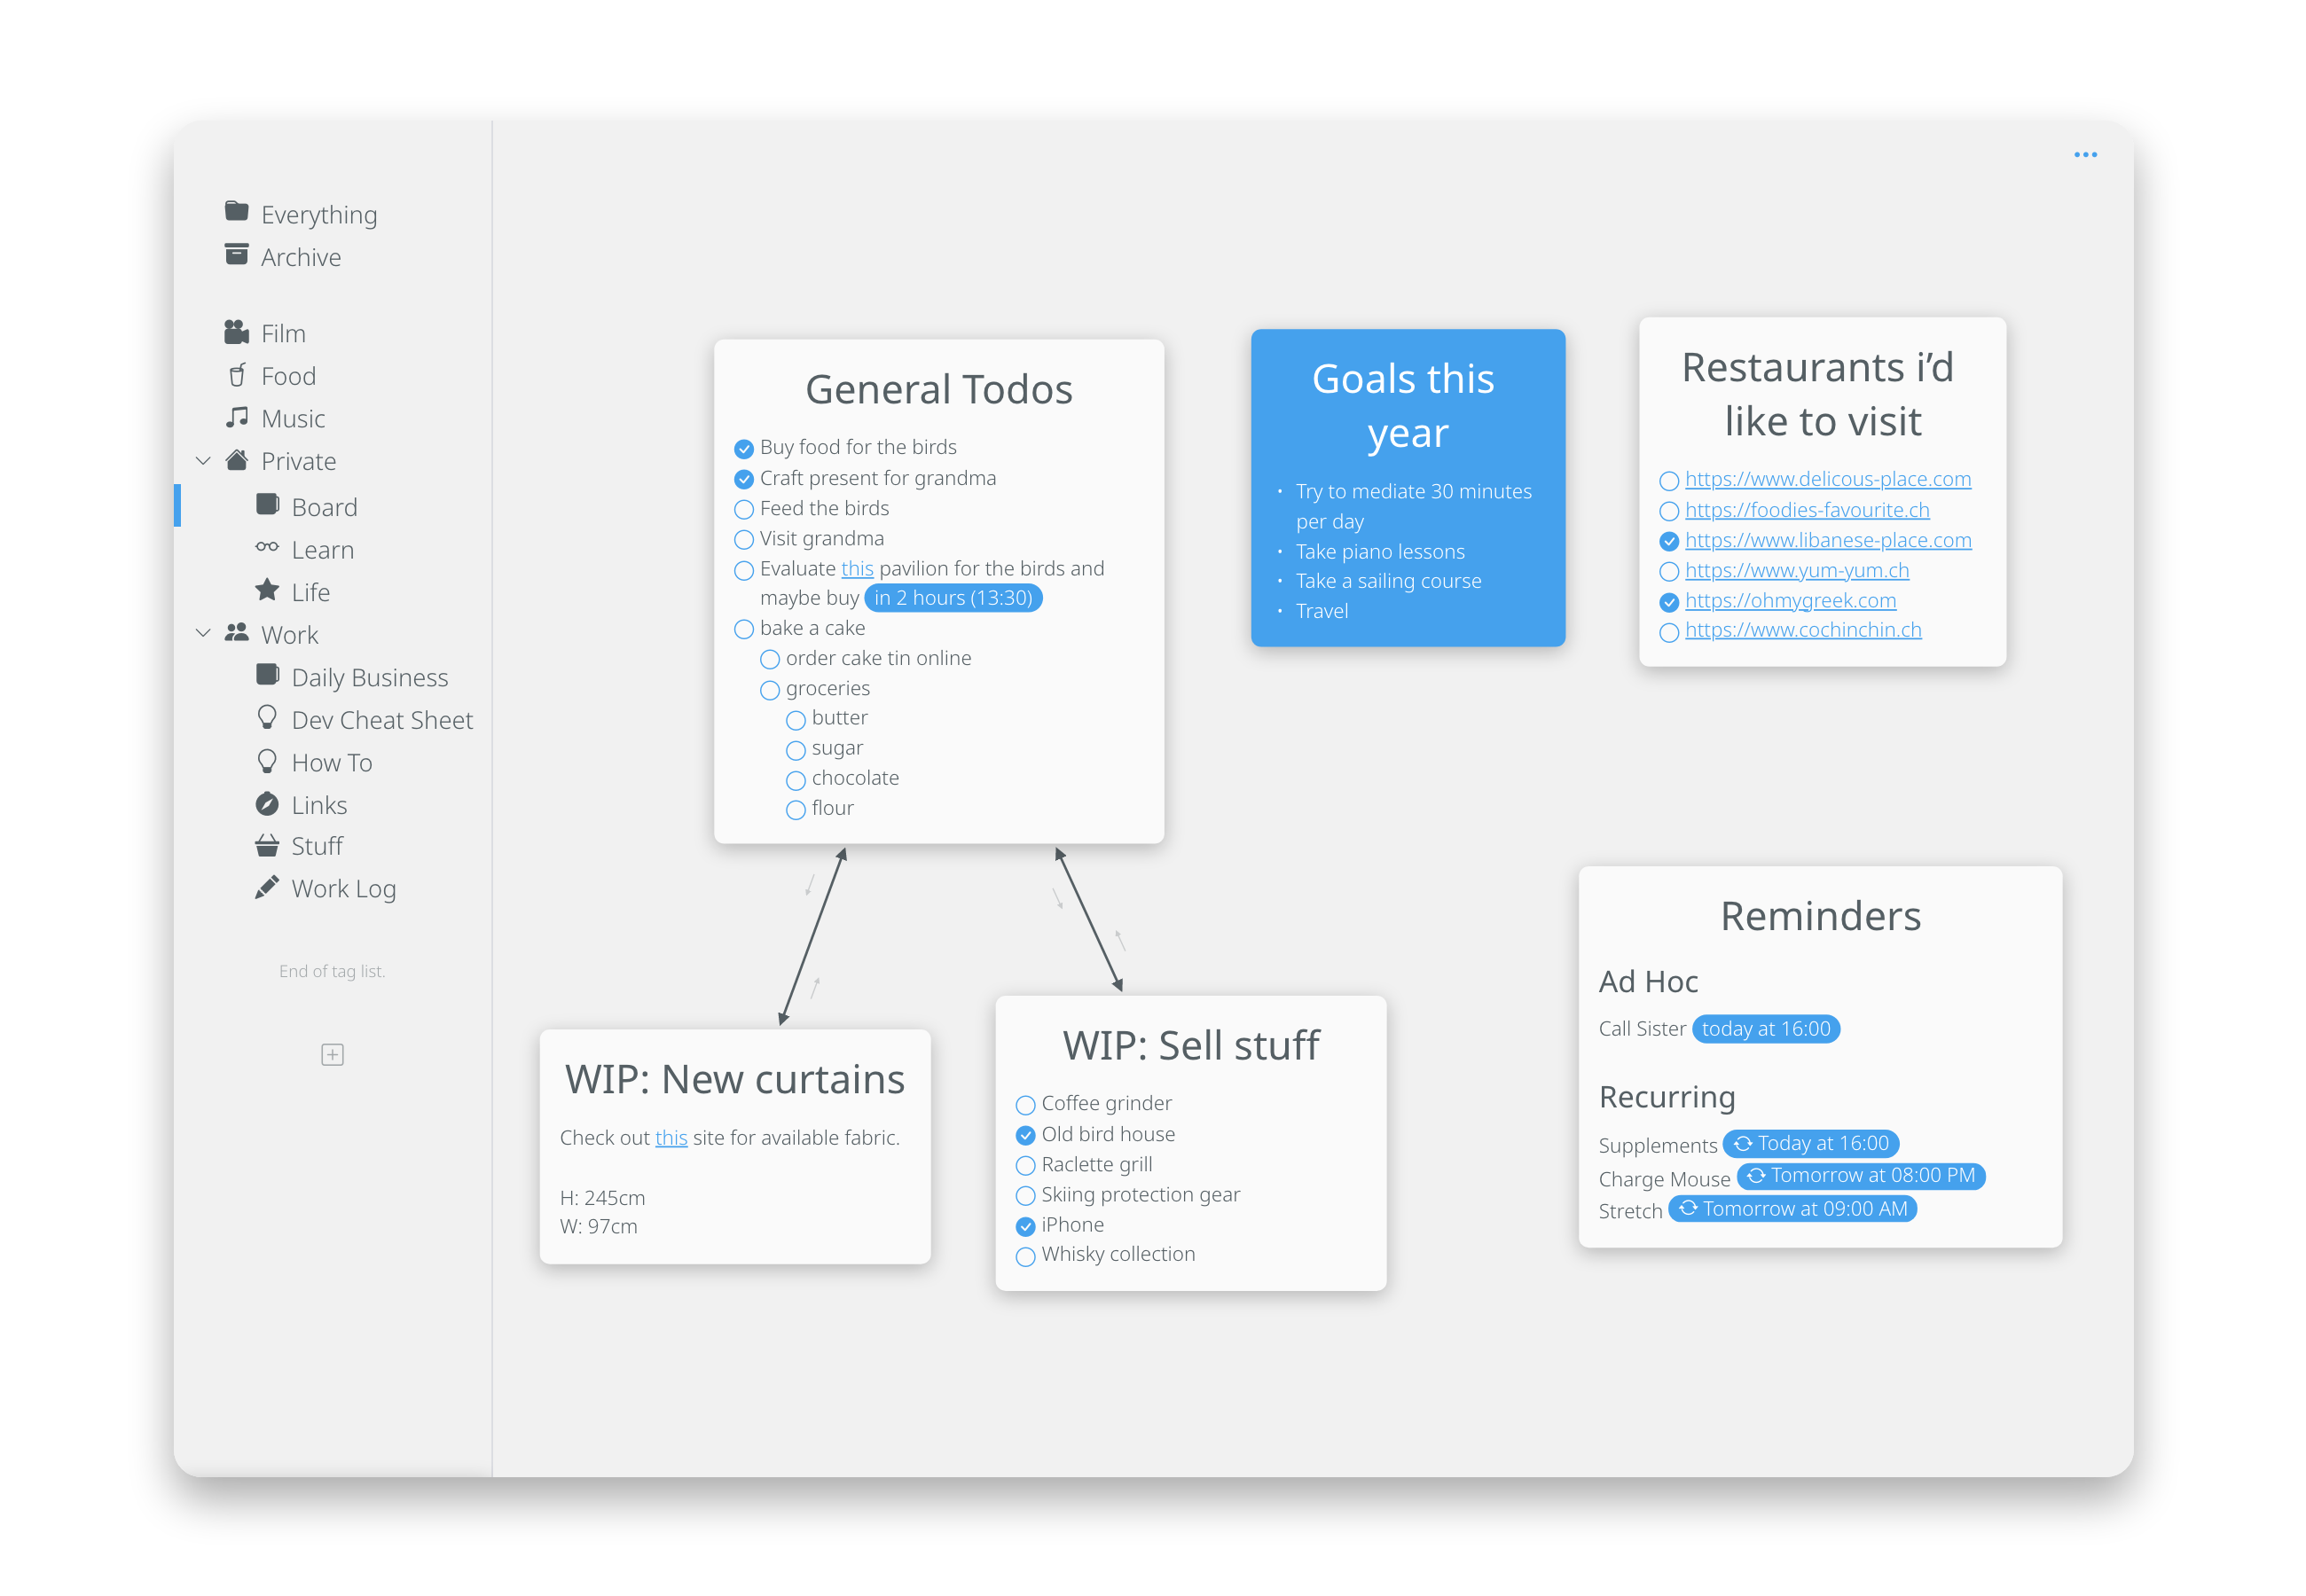 Everything
Archive
Film
Food
Music
Private
Board
Learn
Life
Work
Daily Business
Dev Cheat Sheet
How To
Links
Stuff
Work Log
End of tag list.
General Todos
Buy food for the birds
Craft present for grandma
Feed the birds
Visit grandma
Evaluate this pavilion for the birds and
maybe buy in 2 hours (13:30)
bake a cake
order cake tin online
groceries
butter
sugar
chocolate
flour
Goals this
year
• Try to mediate 30 minutes
per day
• Take piano lessons
• Take a sailing course
• Travel
Restaurants i’d
like to visit
https://www.delicous-place.com
https://foodies-favourite.ch
https://www.libanese-place.com
https://www.yum-yum.ch
https://ohmygreek.com
https://www.cochinchin.ch
WIP: New curtains
Check out this site for available fabric.
H: 245cm
W: 97cm
WIP: Sell stuff
Coffee grinder
Old bird house
Raclette grill
Skiing protection gear
iPhone
Whisky collection
Reminders
Ad Hoc
Call Sister today at 16:00
Recurring
Supplements Today at 16:00
Charge Mouse Tomorrow at 08:00 PM
Stretch Tomorrow at 09:00 AM